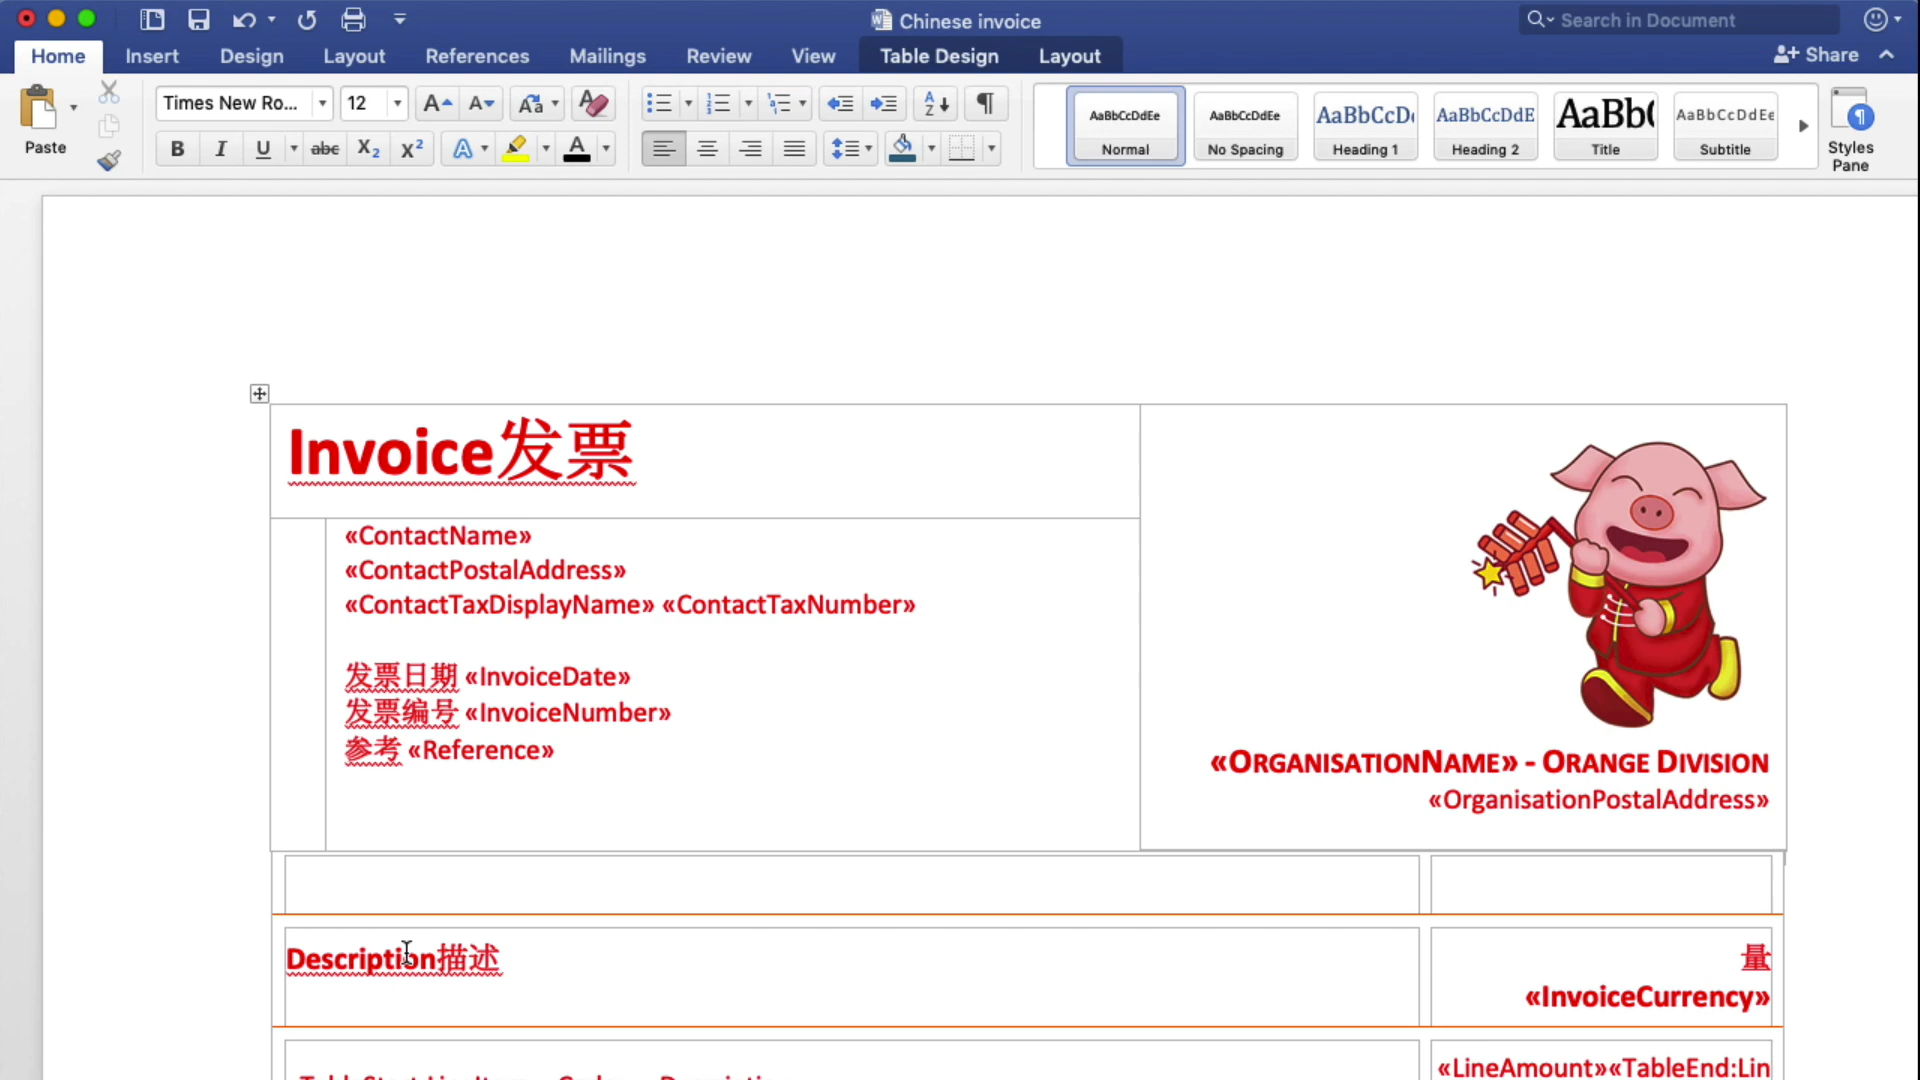 Chinese invoice
Search in Document
Home Insert Design Layout References Mailings Review View Table Design Layout
Share
Paste
Times New Ro... 12
AaBbCcDdEe AaBbCcDdEe AaBbCcDc AaBbCcDdE AaBb( AaBbCcDdEe
Normal No Spacing Heading 1 Heading 2 Title Subtitle
Styles
Pane
Invoice发票
«ContactName»
«ContactPostalAddress»
«ContactTaxDisplayName» «ContactTaxNumber»
发票日期 «InvoiceDate»
发票编号 «InvoiceNumber»
参考 «Reference»
«ORGANISATIONNAME» - ORANGE DIVISION
«OrganisationPostalAddress»
Description描述
量
«InvoiceCurrency»
«LineAmount»«TableEnd:Lin